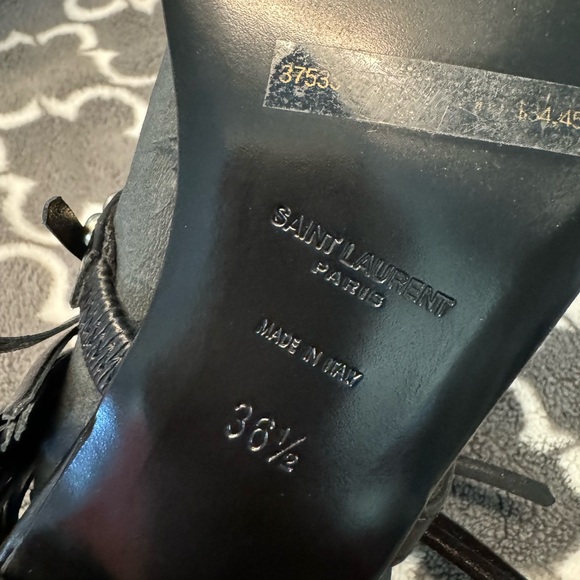 SAINT LAURENT
PARIS
MADE IN ITALY
36½